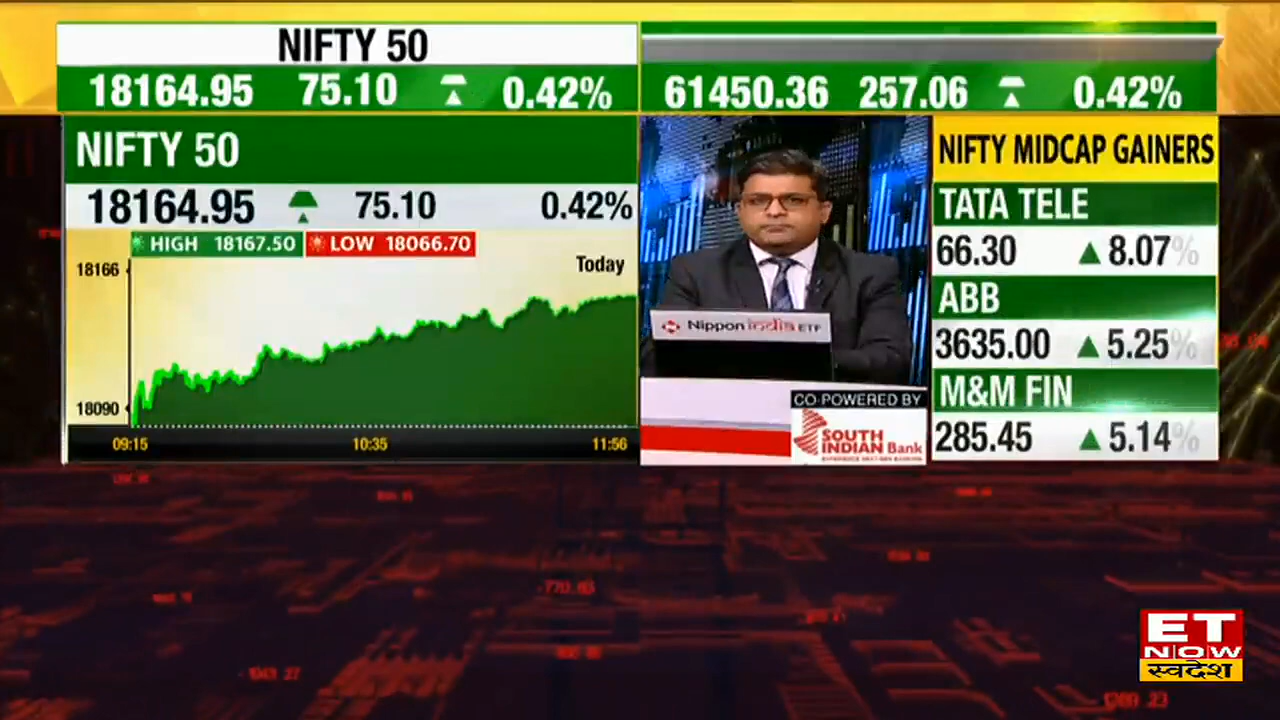 NIFTY 50
18164.95 75.10 0.42%
61450.36 257.06 0.42%
NIFTY 50
18164.95 75.10 0.42%
HIGH 18167.50 LOW 18066.70
Today
18166
18090
09:15 10:35 11:56
Nippon india ETF
CO-POWERED BY
SOUTH
INDIAN Bank
NIFTY MIDCAP GAINERS
TATA TELE
66.30 8.07%
ABB
3635.00 5.25%
M&M FIN
285.45 5.14%
ET
NOW
स्वदेश